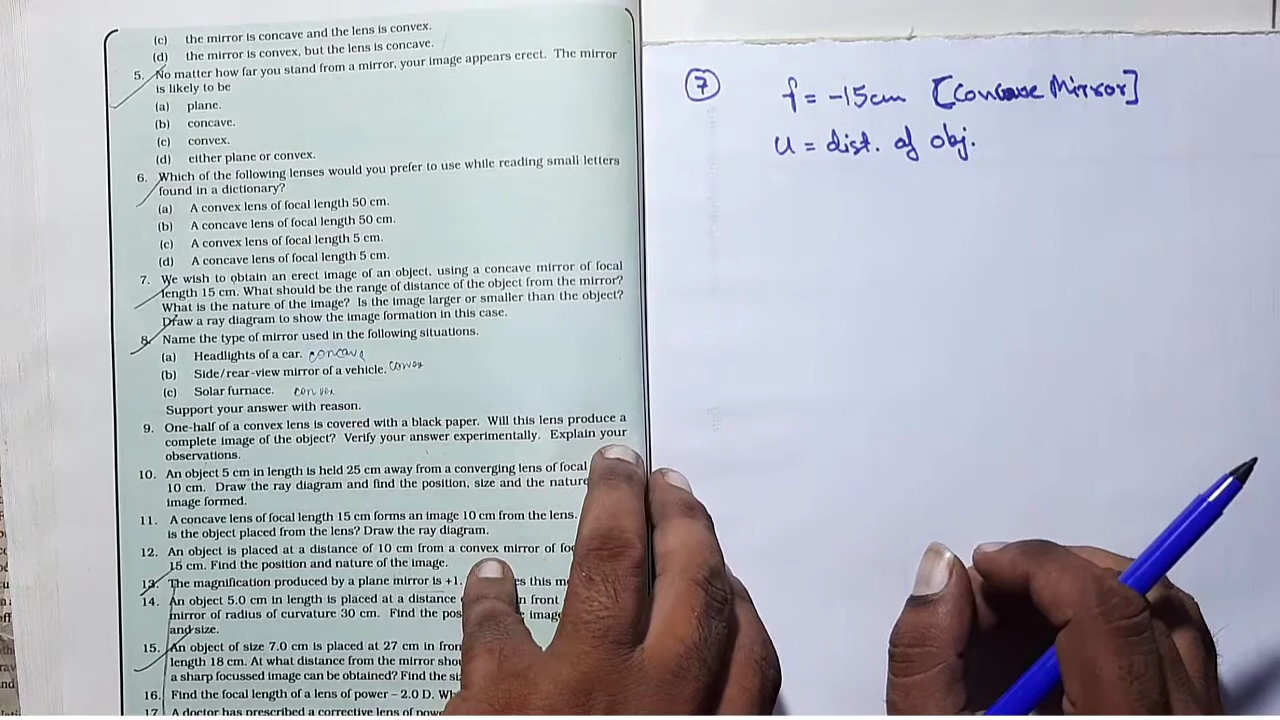 (c) the mirror is concave and the lens is convex.
(d) the mirror is convex, but the lens is concave.
5. No matter how far you stand from a mirror, your image appears erect. The mirror
is likely to be
(a) plane.
(b) concave.
(c) convex.
(d) either plane or convex.
6. Which of the following lenses would you prefer to use while reading small letters
found in a dictionary?
(a) A convex lens of focal length 50 cm.
(b) A concave lens of focal length 50 cm.
(c) A convex lens of focal length 5 cm.
(d) A concave lens of focal length 5 cm.
7. We wish to obtain an erect image of an object, using a concave mirror of focal
length 15 cm. What should be the range of distance of the object from the mirror?
What is the nature of the image? Is the image larger or smaller than the object?
Draw a ray diagram to show the image formation in this case.
8. Name the type of mirror used in the following situations.
(a) Headlights of a car. concave
(b) Side/rear-view mirror of a vehicle. convex
(c) Solar furnace. convex
Support your answer with reason.
9. One-half of a convex lens is covered with a black paper. Will this lens produce a
complete image of the object? Verify your answer experimentally. Explain your
observations.
10. An object 5 cm in length is held 25 cm away from a converging lens of focal
10 cm. Draw the ray diagram and find the position, size and the nature
image formed.
11. A concave lens of focal length 15 cm forms an image 10 cm from the lens.
is the object placed from the lens? Draw the ray diagram.
12. An object is placed at a distance of 10 cm from a convex mirror of
15 cm. Find the position and nature of the image.
13. The magnification produced by a plane mirror is +1. this
14. An object 5.0 cm in length is placed at a distance in front
mirror of radius of curvature 30 cm. Find the image
and size.
15. An object of size 7.0 cm is placed at 27 cm in
length 18 cm. At what distance from the mirror
a sharp focussed image can be obtained? Find the
16. Find the focal length of a lens of power – 2.0 D.
17. A doctor has prescribed a corrective lens of
7 f = -15cm [Concave Mirror]
u = dist. of obj.